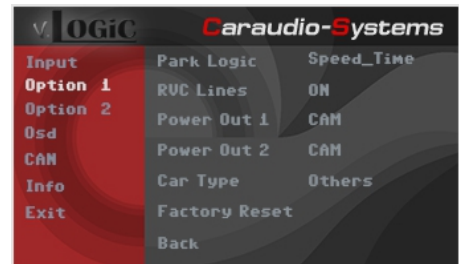 V.LOGiC Caraudio-Systems
Input
Option 1
Option 2
Osd
CAN
Info
Exit
Park Logic Speed_Time
RVC Lines ON
Power Out 1 CAM
Power Out 2 CAM
Car Type Others
Factory Reset
Back